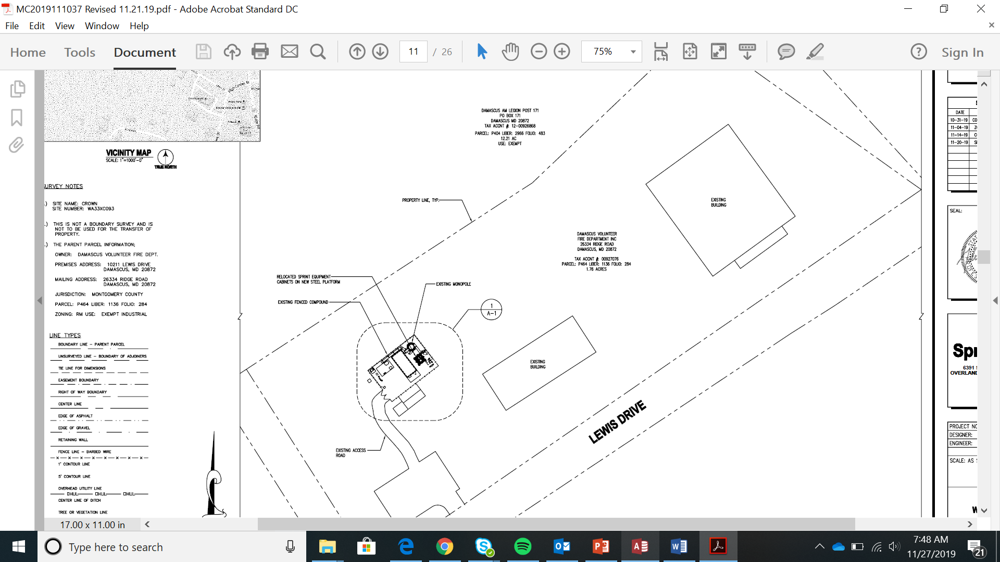 MC2019111037 Revised 11.21.19.pdf - Adobe Acrobat Standard DC
File Edit View Window Help
Home Tools Document 11 / 26 75% Sign In
VICINITY MAP
SCALE: 1"=1000'-0"
TRUE NORTH
SURVEY NOTES
.) SITE NAME: CROWN
SITE NUMBER: WA33XC093
.) THIS IS NOT A BOUNDARY SURVEY AND IS
NOT TO BE USED FOR THE TRANSFER OF
PROPERTY.
.) THE PARENT PARCEL INFORMATION;
OWNER: DAMASCUS VOLUNTEER FIRE DEPT.
PREMISES ADDRESS: 10211 LEWIS DRIVE
DAMASCUS, MD 20872
MAILING ADDRESS: 26334 RIDGE ROAD
DAMASCUS, MD 20872
JURISDICTION: MONTGOMERY COUNTY
PARCEL: P464 LIBER: 1136 FOLIO: 284
ZONING: RM USE: EXEMPT INDUSTRIAL
LINE TYPES
BOUNDARY LINE - PARENT PARCEL
UNSURVEYED LINE - BOUNDARY OF ADJOINERS
TIE LINE FOR DIMENSIONS
EASEMENT BOUNDARY
RIGHT OF WAY BOUNDARY
CENTER LINE
EDGE OF ASPHALT
EDGE OF GRAVEL
RETAINING WALL
FENCE LINE - BARBED WIRE
1' CONTOUR LINE
5' CONTOUR LINE
OVERHEAD UTILITY LINE
OHUL OHUL OHUL
CENTER LINE OF DITCH
TREE OR VEGETATION LINE
DAMASCUS AM LEGION POST 171
PO BOX 171
DAMASCUS MD 20872
TAX ACCNT #: 12-00926868
PARCEL: P404 LIBER: 2966 FOLIO: 483
12.21 AC
USE: EXEMPT
PROPERTY LINE, TYP.
EXISTING
BUILDING
DAMASCUS VOLUNTEER
FIRE DEPARTMENT INC
26334 RIDGE ROAD
DAMASCUS, MD 20872
TAX ACCNT #: 00927076
PARCEL: P464 LIBER: 1136 FOLIO: 284
1.76 ACRES
RELOCATED SPRINT EQUIPMENT
CABINETS ON NEW STEEL PLATFORM
EXISTING MONOPOLE
EXISTING FENCED COMPOUND
1
A-1
EXISTING
BUILDING
LEWIS DRIVE
EXISTING ACCESS
ROAD
DATE
10-31-19 CO
11-04-19
11-14-19
11-20-19
SEAL:
Spr
6391
OVERLAND
PROJECT NO
DESIGNER:
ENGINEER:
SCALE: AS
W
17.00 x 11.00 in
Type here to search
7:48 AM
11/27/2019
21